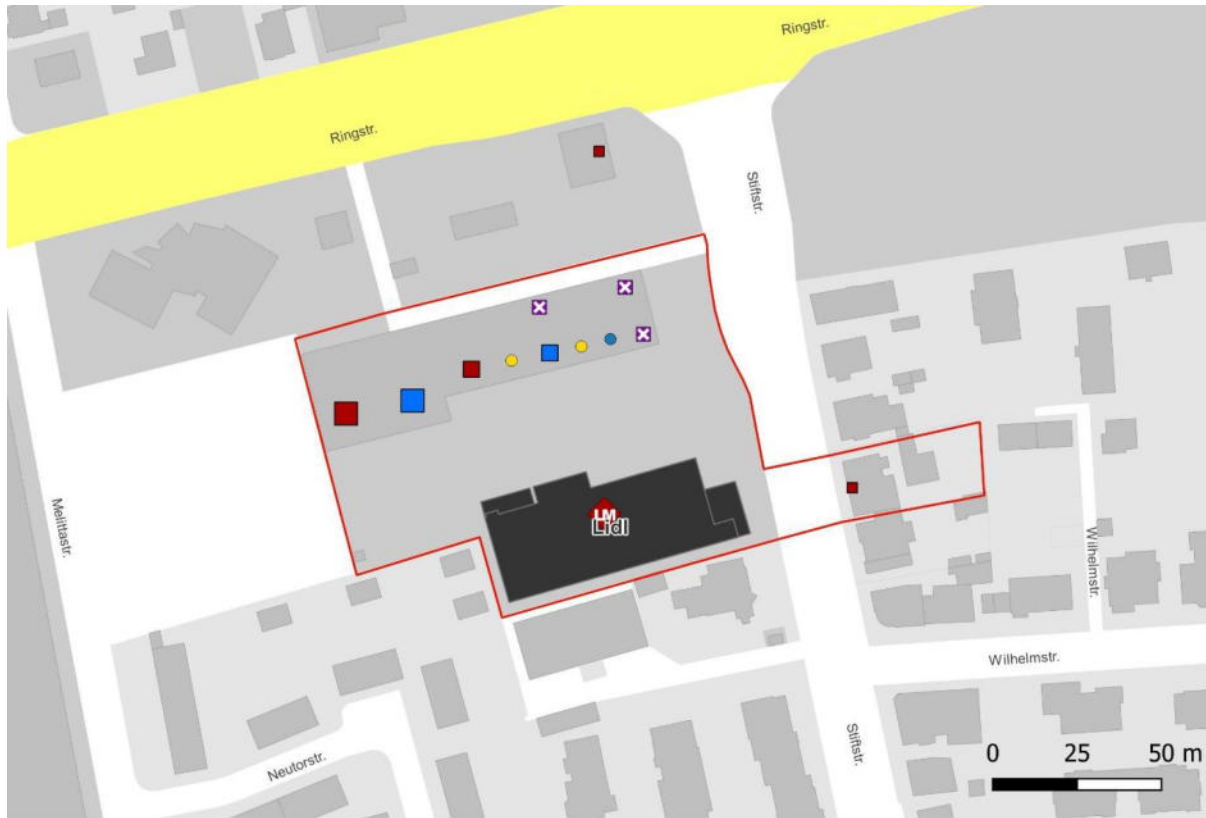 Ringstr.
Ringstr.
Stiftstr.
LM
Lidl
Melittastr.
Wilhelmstr.
Wilhelmstr.
Stiftstr.
Neutorstr.
0 25 50 m